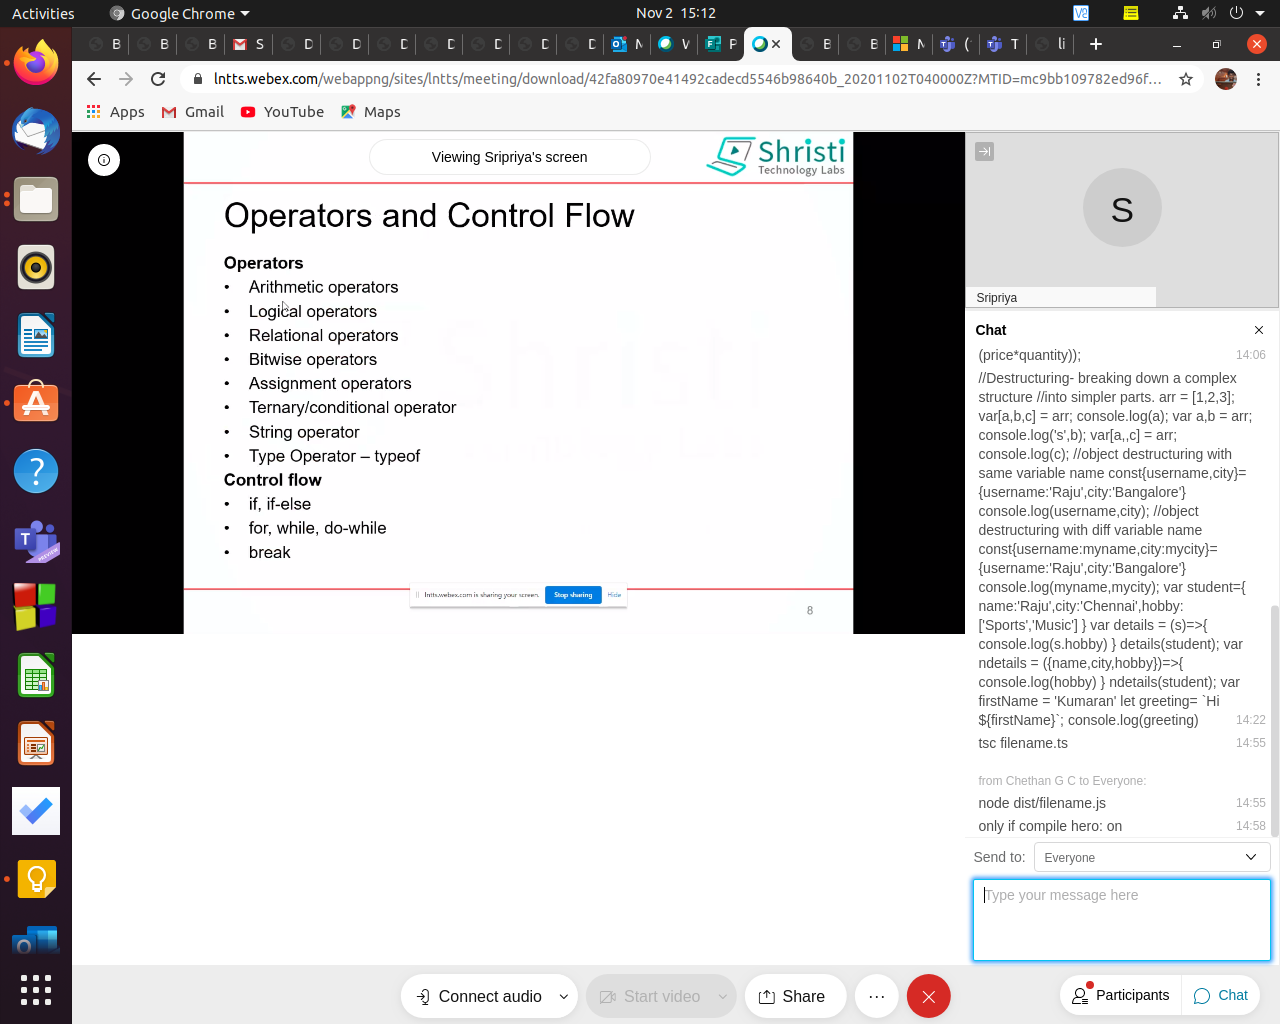 Activities
Google Chrome
Nov 2 15:12
lntts.webex.com/webappng/sites/lntts/meeting/download/42fa80970e41492cadecd5546b98640b_20201102T040000Z?MTID=mc9bb109782ed96f...
Apps
Gmail
YouTube
Maps
Viewing Sripriya's screen
Shristi
Technology Labs
Operators and Control Flow
Operators
• Arithmetic operators
• Logical operators
• Relational operators
• Bitwise operators
• Assignment operators
• Ternary/conditional operator
• String operator
• Type Operator – typeof
Control flow
• if, if-else
• for, while, do-while
• break
lntts.webex.com is sharing your screen.
Stop sharing
Hide
8
S
Sripriya
Chat
(price*quantity)); 14:06
//Destructuring- breaking down a complex
structure //into simpler parts. arr = [1,2,3];
var[a,b,c] = arr; console.log(a); var a,b = arr;
console.log('s',b); var[a,,c] = arr;
console.log(c); //object destructuring with
same variable name const{username,city}=
{username:'Raju',city:'Bangalore'}
console.log(username,city); //object
destructuring with diff variable name
const{username:myname,city:mycity}=
{username:'Raju',city:'Bangalore'}
console.log(myname,mycity); var student={
name:'Raju',city:'Chennai',hobby:
['Sports','Music'] } var details = (s)=>{
console.log(s.hobby) } details(student); var
ndetails = ({name,city,hobby})=>{
console.log(hobby) } ndetails(student); var
firstName = 'Kumaran' let greeting= `Hi
${firstName}`; console.log(greeting) 14:22
tsc filename.ts 14:55
from Chethan G C to Everyone:
node dist/filename.js 14:55
only if compile hero: on 14:58
Send to: Everyone
Type your message here
Connect audio
Start video
Share
Participants
Chat